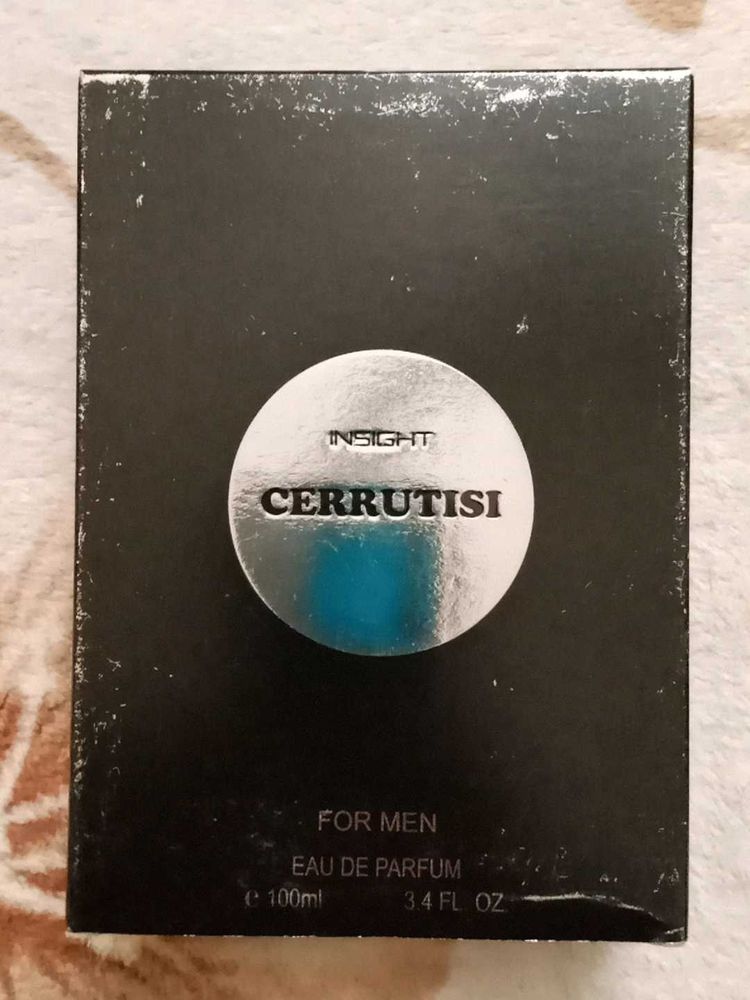 INSIGHT
CERRUTISI
FOR MEN
EAU DE PARFUM
e 100ml 3.4 FL OZ